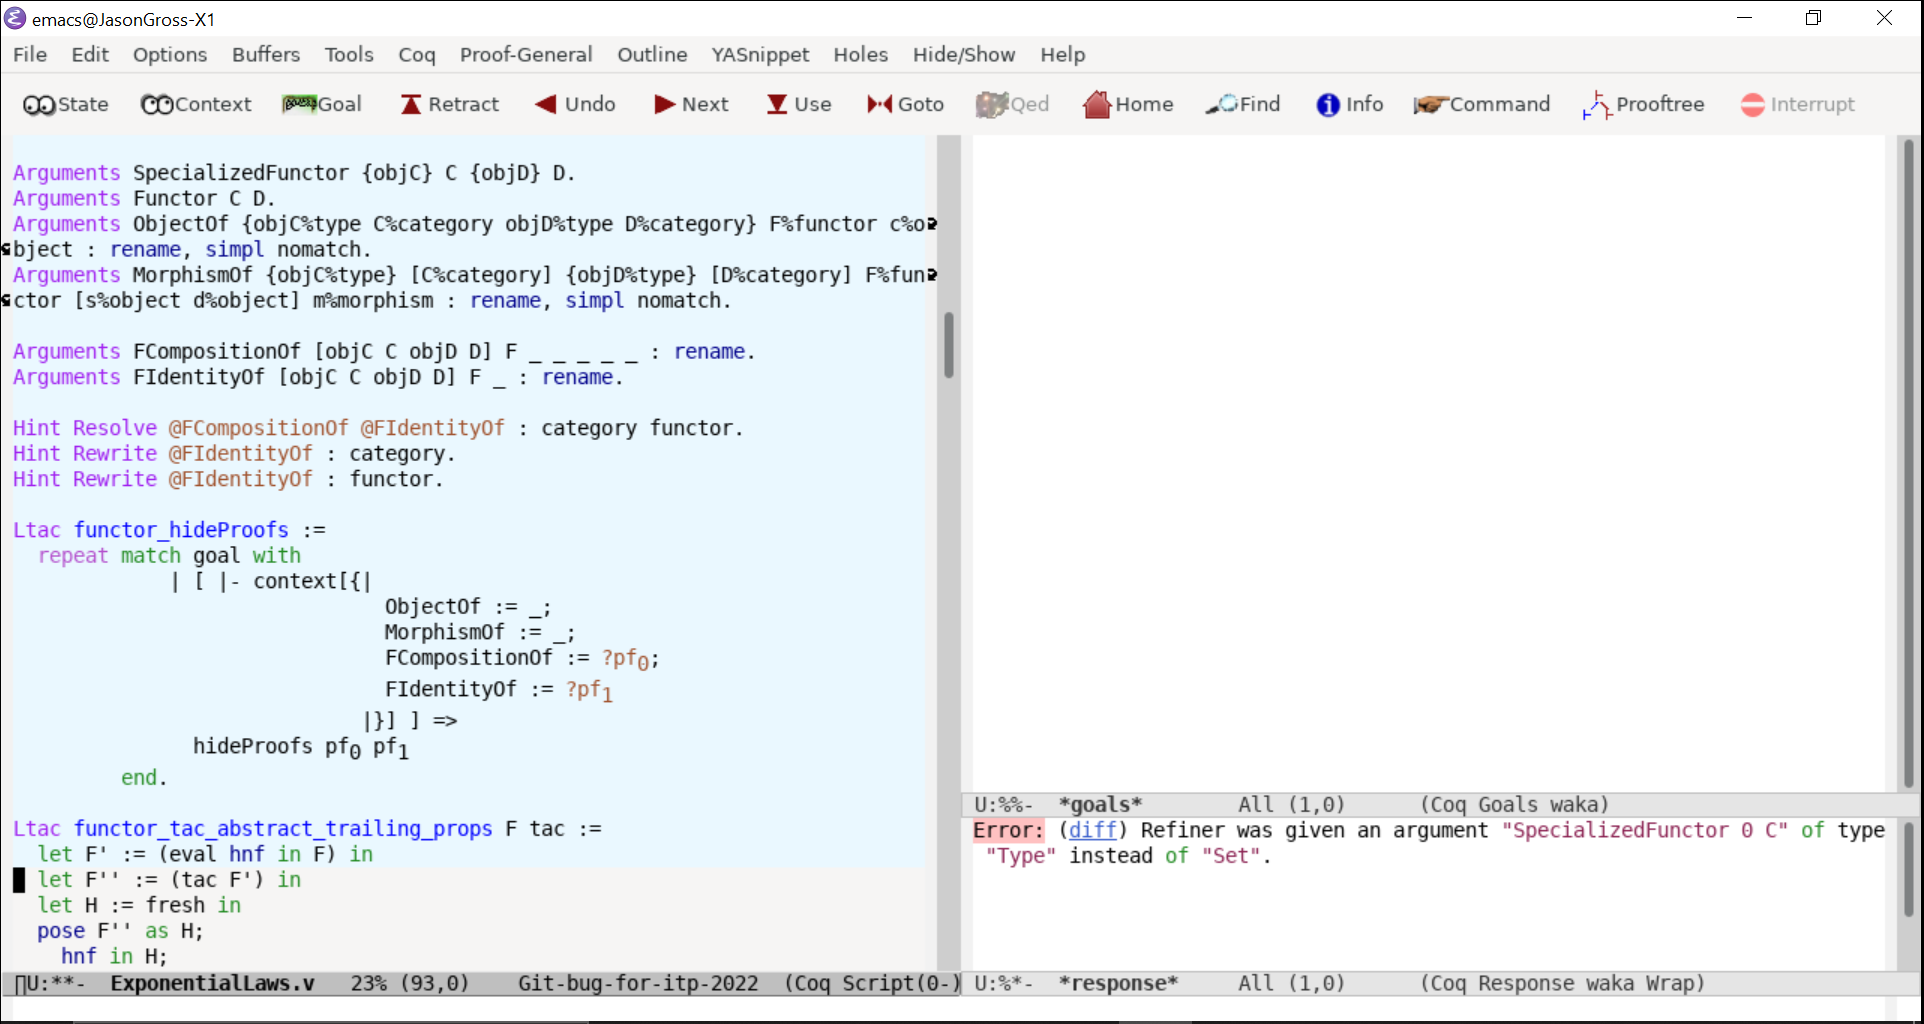 emacs@JasonGross-X1
File Edit Options Buffers Tools Coq Proof-General Outline YASnippet Holes Hide/Show Help
State Context Goal Retract Undo Next Use Goto Qed Home Find Info Command Prooftree Interrupt
Arguments SpecializedFunctor {objC} C {objD} D.
Arguments Functor C D.
Arguments ObjectOf {objC%type C%category objD%type D%category} F%functor c%o
bject : rename, simpl nomatch.
Arguments MorphismOf {objC%type} [C%category] {objD%type} [D%category] F%fun
ctor [s%object d%object] m%morphism : rename, simpl nomatch.
Arguments FCompositionOf [objC C objD D] F _ _ _ _ _ : rename.
Arguments FIdentityOf [objC C objD D] F _ : rename.
Hint Resolve @FCompositionOf @FIdentityOf : category functor.
Hint Rewrite @FIdentityOf : category.
Hint Rewrite @FIdentityOf : functor.
Ltac functor_hideProofs :=
repeat match goal with
| [ |- context[{|
ObjectOf := _;
MorphismOf := _;
FCompositionOf := ?pf0;
FIdentityOf := ?pf1
|}] ] =>
hideProofs pf0 pf1
end.
Ltac functor_tac_abstract_trailing_props F tac :=
let F' := (eval hnf in F) in
let F'' := (tac F') in
let H := fresh in
pose F'' as H;
hnf in H;
U:**- ExponentialLaws.v 23% (93,0) Git-bug-for-itp-2022 (Coq Script(0-)
U:%%- *goals* All (1,0) (Coq Goals waka)
Error: (diff) Refiner was given an argument "SpecializedFunctor 0 C" of type
"Type" instead of "Set".
U:%*- *response* All (1,0) (Coq Response waka Wrap)